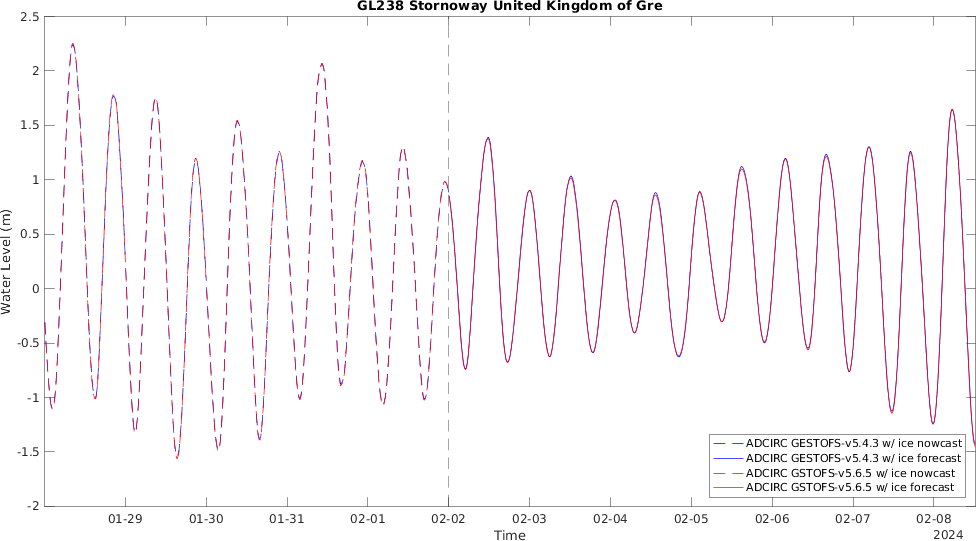 GL238 Stornoway United Kingdom of Gre
2.5
2
1.5
1
0.5
0
-0.5
-1
-1.5
-2
Water Level (m)
ADCIRC GESTOFS-v5.4.3 w/ ice nowcast
ADCIRC GESTOFS-v5.4.3 w/ ice forecast
ADCIRC GSTOFS-v5.6.5 w/ ice nowcast
ADCIRC GSTOFS-v5.6.5 w/ ice forecast
01-29 01-30 01-31 02-01 02-02 02-03 02-04 02-05 02-06 02-07 02-08
2024
Time